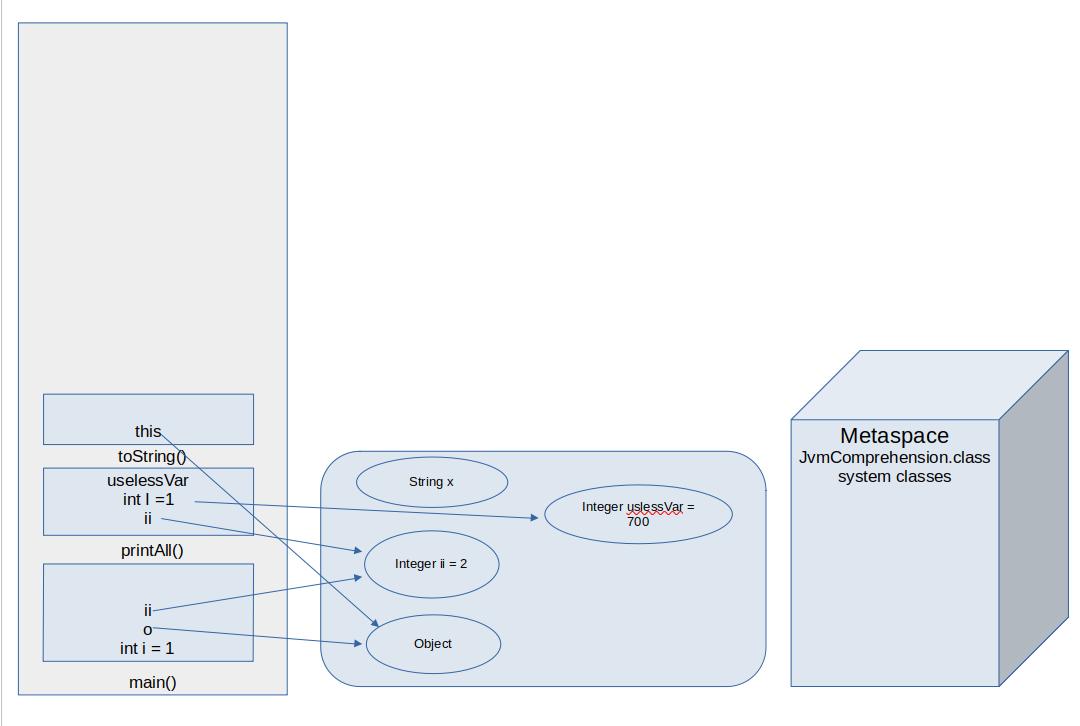 this
toString()
uselessVar
int I =1
ii
printAll()
ii
o
int i = 1
main()
String x
Integer uslessVar =
700
Integer ii = 2
Object
Metaspace
JvmComprehension.class
system classes